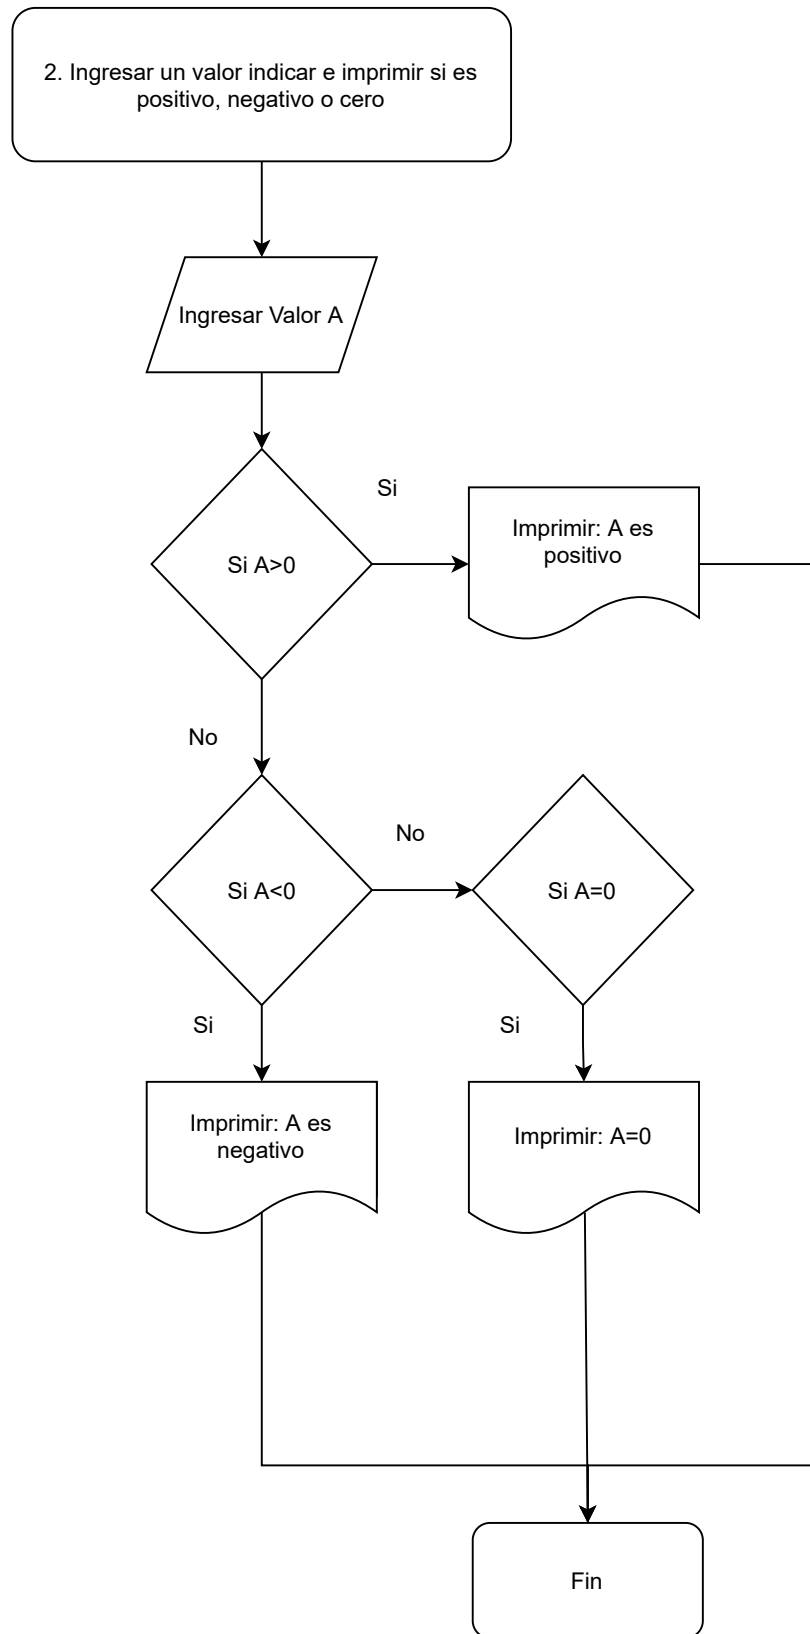 2. Ingresar un valor indicar e imprimir si es
positivo, negativo o cero
Ingresar Valor A
Si
Si A>0
Imprimir: A es
positivo
No
No
Si A<0
Si A=0
Si
Si
Imprimir: A es
negativo
Imprimir: A=0
Fin